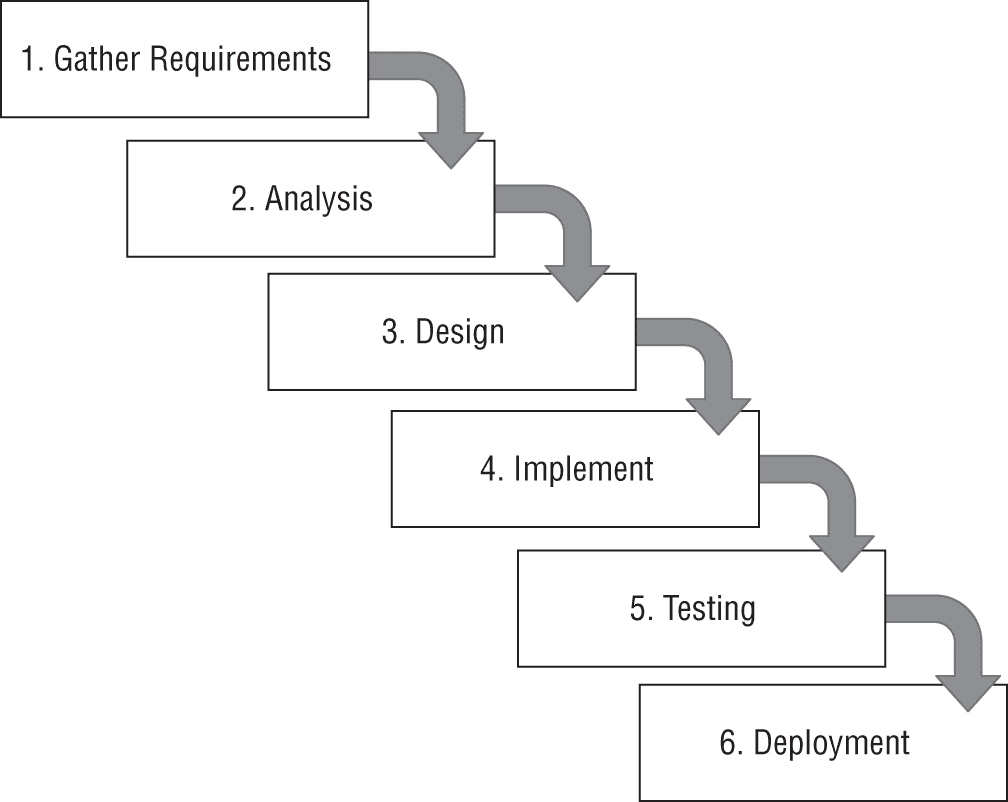 1. Gather Requirements
2. Analysis
3. Design
4. Implement
5. Testing
6. Deployment